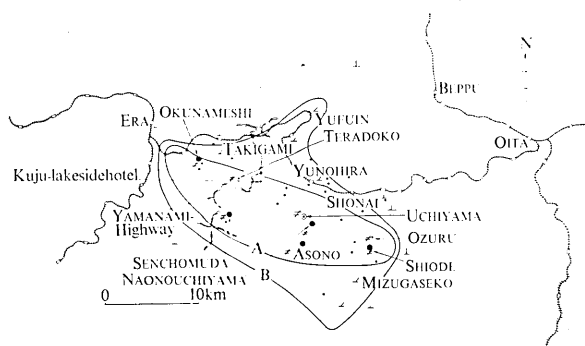 N
BEPPU
OKUNAMESHI
ERA
YUFUIN
TERADOKO
TAKIGAMI
OITA
Kuju-lakesidehotel.
YUNOHIRA
SHONAI
YAMANAMI-
Highway
UCHIYAMA
A
ASONO
OZURU
SENCHOMUDA
NAONOUCHIYAMA
B
SHIODE
MIZUGASEKO
0 10km